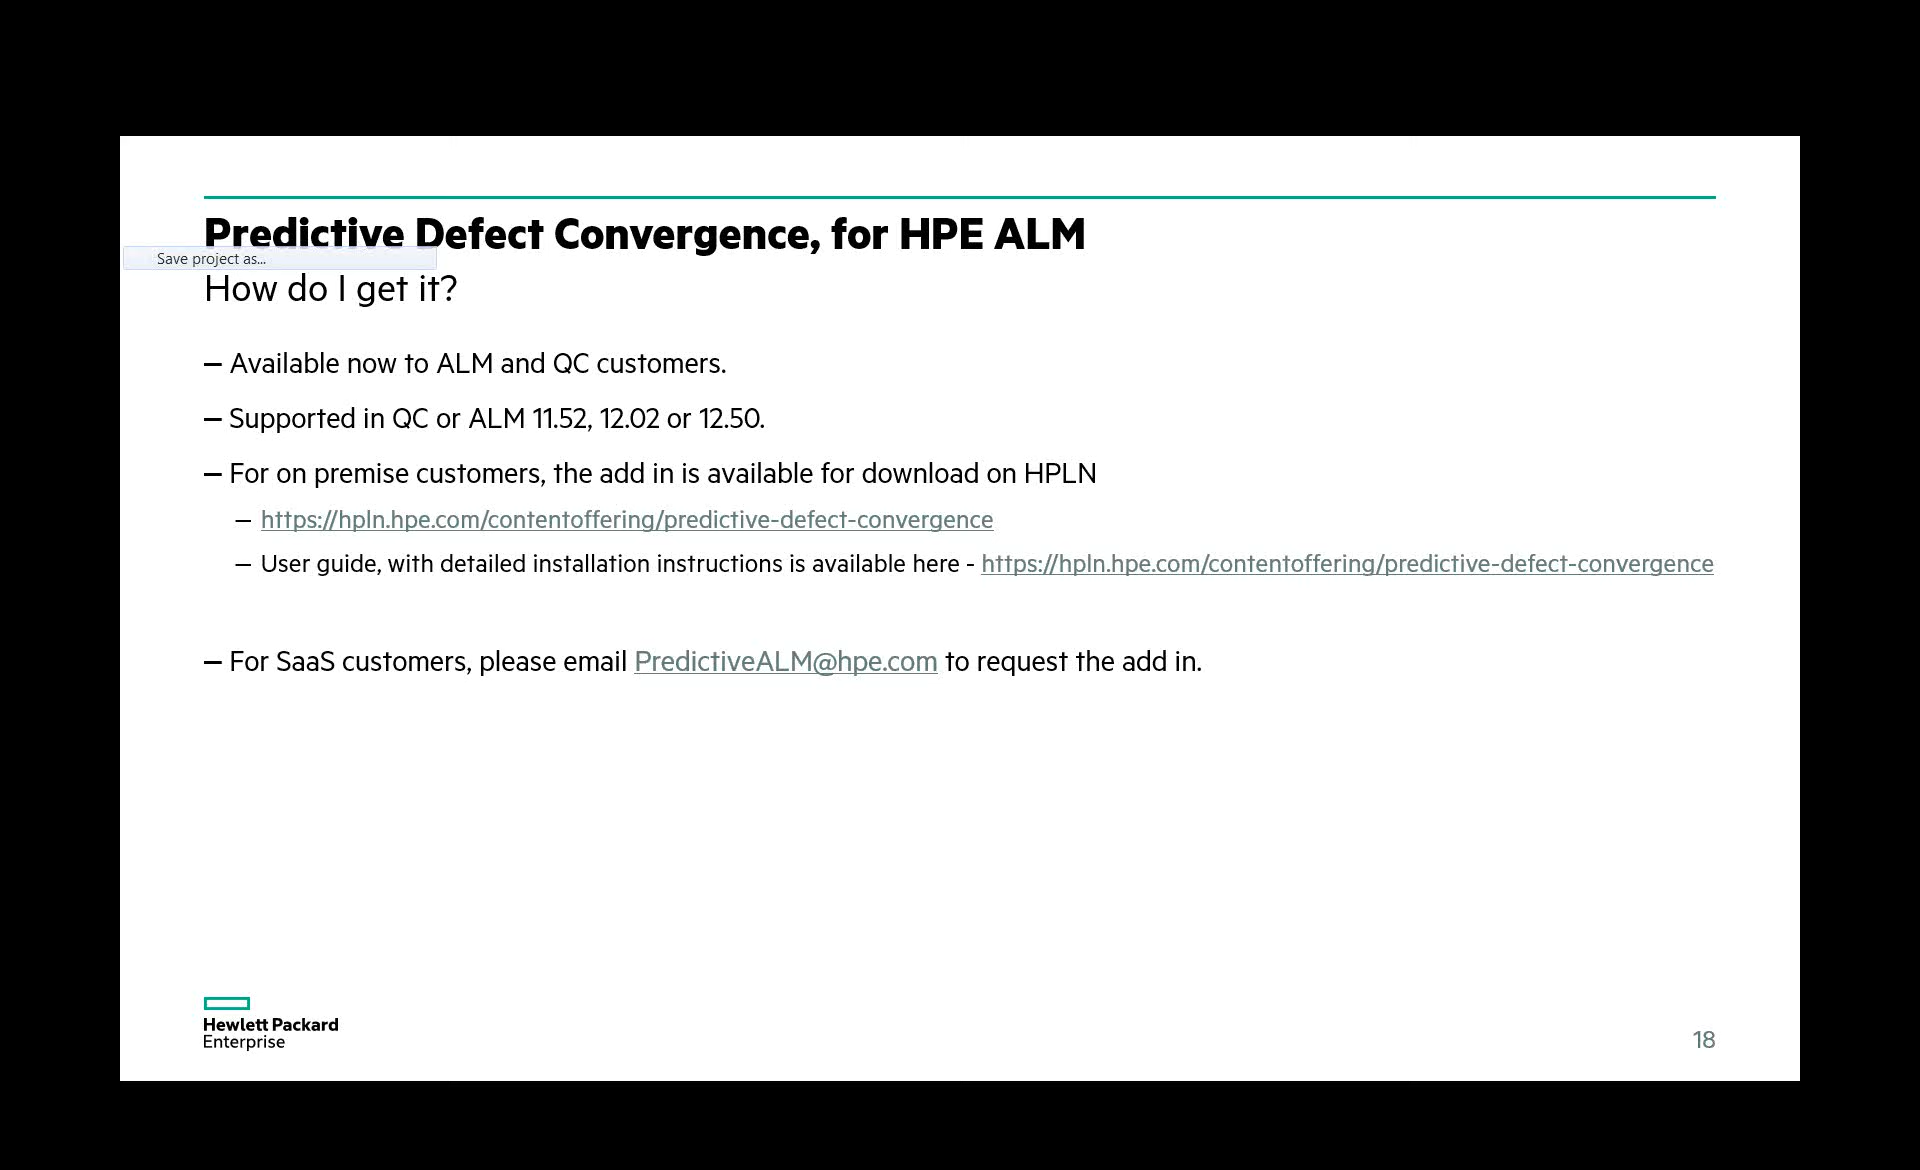 Predictive Defect Convergence, for HPE ALM
Save project as...
How do I get it?
– Available now to ALM and QC customers.
– Supported in QC or ALM 11.52, 12.02 or 12.50.
– For on premise customers, the add in is available for download on HPLN
– https://hpln.hpe.com/contentoffering/predictive-defect-convergence
– User guide, with detailed installation instructions is available here - https://hpln.hpe.com/contentoffering/predictive-defect-convergence
– For SaaS customers, please email PredictiveALM@hpe.com to request the add in.
Hewlett Packard
Enterprise
18